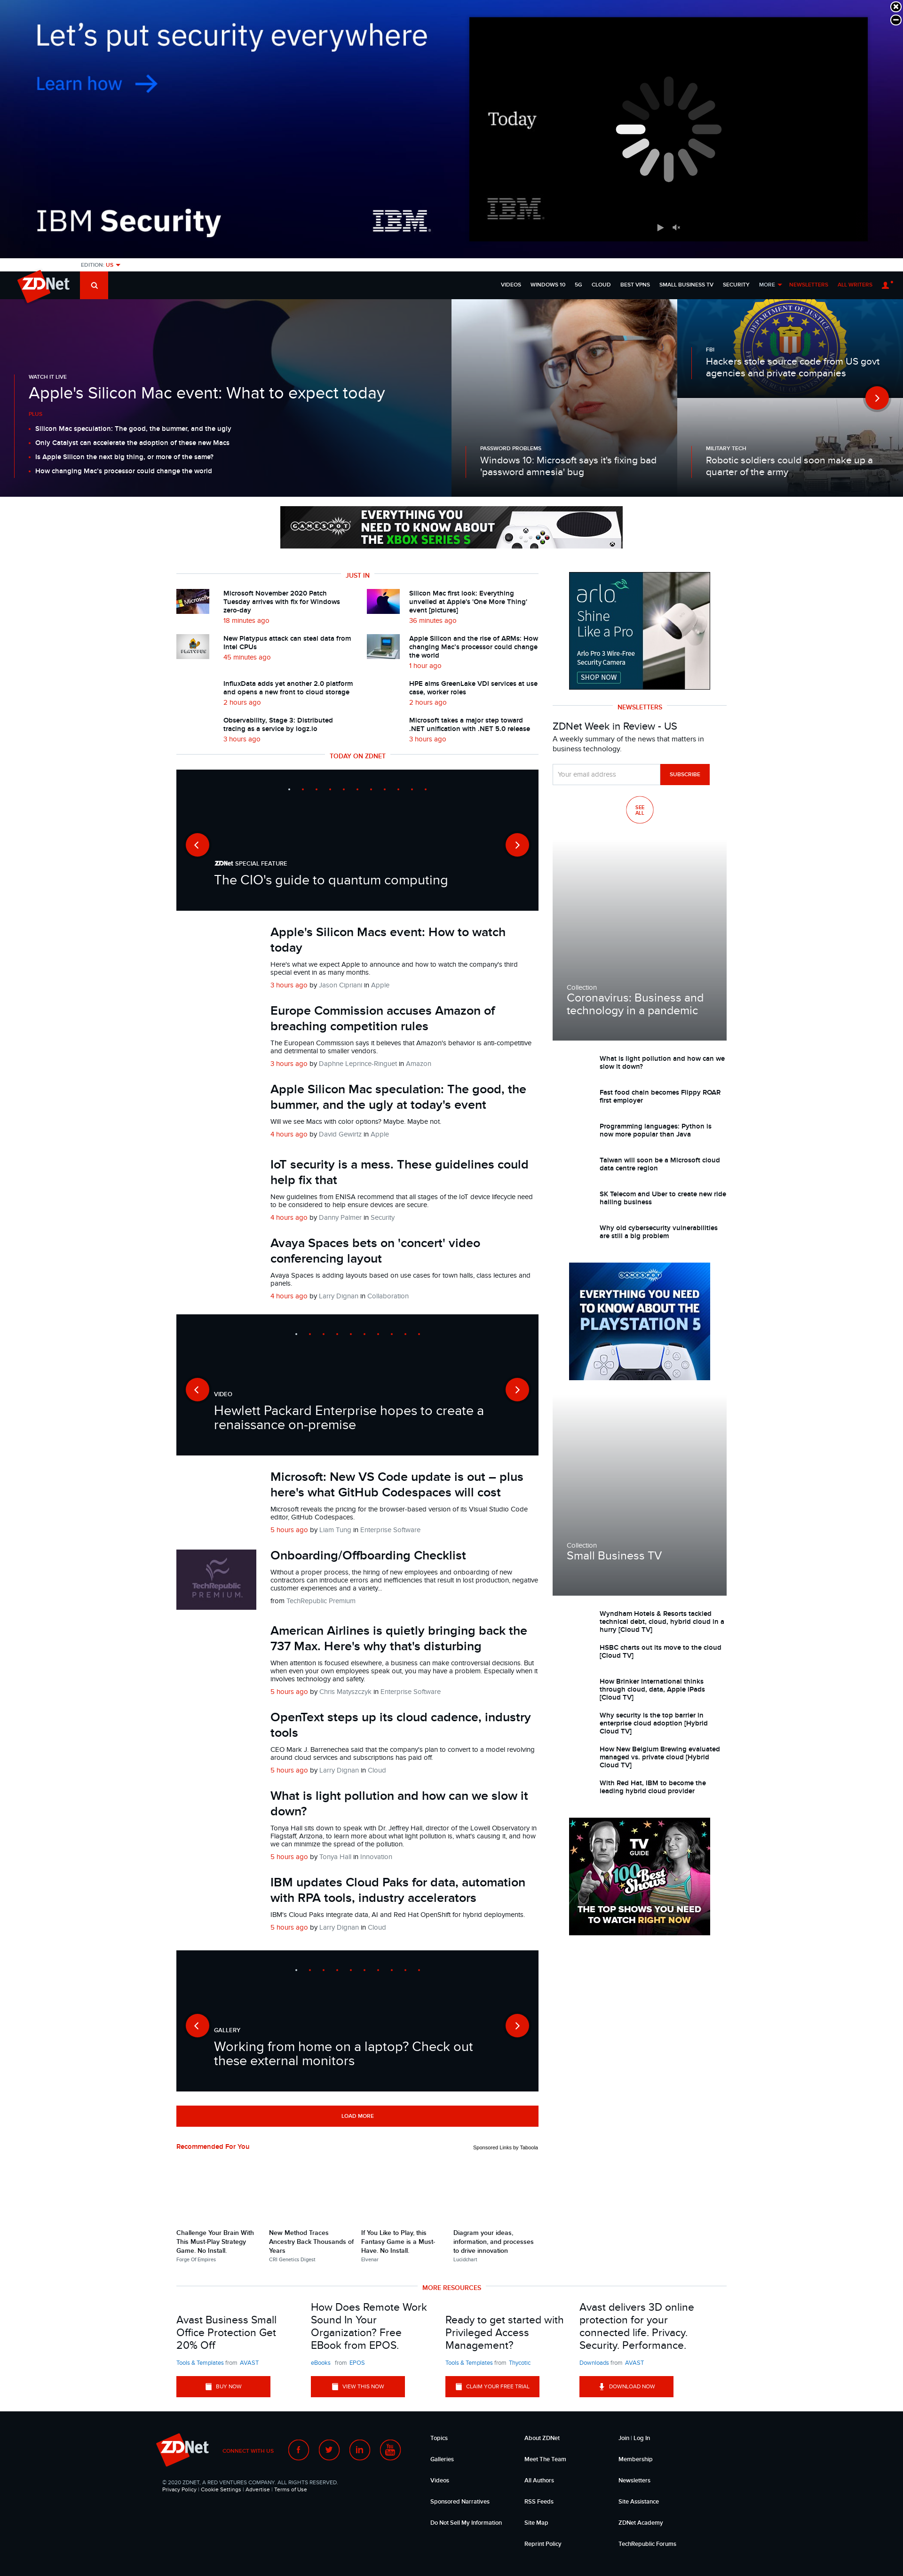 Let's put security everywhere
Learn how
Today
IBM Security
IBM
IBM
EDITION: US
ZDNet
VIDEOS
WINDOWS 10
5G
CLOUD
BEST VPNS
SMALL BUSINESS TV
SECURITY
MORE
NEWSLETTERS
ALL WRITERS
WATCH IT LIVE
Apple's Silicon Mac event: What to expect today
PLUS
Silicon Mac speculation: The good, the bummer, and the ugly
Only Catalyst can accelerate the adoption of these new Macs
Is Apple Silicon the next big thing, or more of the same?
How changing Mac's processor could change the world
PASSWORD PROBLEMS
Windows 10: Microsoft says it's fixing bad
'password amnesia' bug
FBI
Hackers stole source code from US govt
agencies and private companies
MILITARY TECH
Robotic soldiers could soon make up a
quarter of the army
GAMESPOT
EVERYTHING YOU
NEED TO KNOW ABOUT
THE XBOX SERIES S
JUST IN
Microsoft November 2020 Patch
Tuesday arrives with fix for Windows
zero-day
18 minutes ago
Silicon Mac first look: Everything
unveiled at Apple's 'One More Thing'
event [pictures]
36 minutes ago
New Platypus attack can steal data from
Intel CPUs
45 minutes ago
Apple Silicon and the rise of ARMs: How
changing Mac's processor could change
the world
1 hour ago
InfluxData adds yet another 2.0 platform
and opens a new front to cloud storage
2 hours ago
HPE aims GreenLake VDI services at use
case, worker roles
2 hours ago
Observability, Stage 3: Distributed
tracing as a service by logz.io
3 hours ago
Microsoft takes a major step toward
.NET unification with .NET 5.0 release
3 hours ago
TODAY ON ZDNET
ZDNet SPECIAL FEATURE
The CIO's guide to quantum computing
Apple's Silicon Macs event: How to watch
today
Here's what we expect Apple to announce and how to watch the company's third
special event in as many months.
3 hours ago by Jason Cipriani in Apple
Europe Commission accuses Amazon of
breaching competition rules
The European Commission says it believes that Amazon's behavior is anti-competitive
and detrimental to smaller vendors.
3 hours ago by Daphne Leprince-Ringuet in Amazon
Apple Silicon Mac speculation: The good, the
bummer, and the ugly at today's event
Will we see Macs with color options? Maybe. Maybe not.
4 hours ago by David Gewirtz in Apple
IoT security is a mess. These guidelines could
help fix that
New guidelines from ENISA recommend that all stages of the IoT device lifecycle need
to be considered to help ensure devices are secure.
4 hours ago by Danny Palmer in Security
Avaya Spaces bets on 'concert' video
conferencing layout
Avaya Spaces is adding layouts based on use cases for town halls, class lectures and
panels.
4 hours ago by Larry Dignan in Collaboration
VIDEO
Hewlett Packard Enterprise hopes to create a
renaissance on-premise
Microsoft: New VS Code update is out – plus
here's what GitHub Codespaces will cost
Microsoft reveals the pricing for the browser-based version of its Visual Studio Code
editor, GitHub Codespaces.
5 hours ago by Liam Tung in Enterprise Software
TechRepublic
PREMIUM
Onboarding/Offboarding Checklist
Without a proper process, the hiring of new employees and onboarding of new
contractors can introduce errors and inefficiencies that result in lost production, negative
customer experiences and a variety...
from TechRepublic Premium
American Airlines is quietly bringing back the
737 Max. Here's why that's disturbing
When attention is focused elsewhere, a business can make controversial decisions. But
when even your own employees speak out, you may have a problem. Especially when it
involves technology and safety.
5 hours ago by Chris Matyszczyk in Enterprise Software
OpenText steps up its cloud cadence, industry
tools
CEO Mark J. Barrenechea said that the company's plan to convert to a model revolving
around cloud services and subscriptions has paid off.
5 hours ago by Larry Dignan in Cloud
What is light pollution and how can we slow it
down?
Tonya Hall sits down to speak with Dr. Jeffrey Hall, director of the Lowell Observatory in
Flagstaff, Arizona, to learn more about what light pollution is, what's causing it, and how
we can minimize the spread of the pollution.
5 hours ago by Tonya Hall in Innovation
IBM updates Cloud Paks for data, automation
with RPA tools, industry accelerators
IBM's Cloud Paks integrate data, AI and Red Hat OpenShift for hybrid deployments.
5 hours ago by Larry Dignan in Cloud
GALLERY
Working from home on a laptop? Check out
these external monitors
LOAD MORE
arlo
Shine
Like a Pro
Arlo Pro 3 Wire-Free
Security Camera
SHOP NOW
NEWSLETTERS
ZDNet Week in Review - US
A weekly summary of the news that matters in
business technology.
Your email address
SUBSCRIBE
SEE
ALL
Collection
Coronavirus: Business and
technology in a pandemic
What is light pollution and how can we
slow it down?
Fast food chain becomes Flippy ROAR
first employer
Programming languages: Python is
now more popular than Java
Taiwan will soon be a Microsoft cloud
data centre region
SK Telecom and Uber to create new ride
hailing business
Why old cybersecurity vulnerabilities
are still a big problem
GAMESPOT
EVERYTHING YOU NEED
TO KNOW ABOUT THE
PLAYSTATION 5
Collection
Small Business TV
Wyndham Hotels & Resorts tackled
technical debt, cloud, hybrid cloud in a
hurry [Cloud TV]
HSBC charts out its move to the cloud
[Cloud TV]
How Brinker International thinks
through cloud, data, Apple iPads
[Cloud TV]
Why security is the top barrier in
enterprise cloud adoption [Hybrid
Cloud TV]
How New Belgium Brewing evaluated
managed vs. private cloud [Hybrid
Cloud TV]
With Red Hat, IBM to become the
leading hybrid cloud provider
TV
GUIDE
100
Best
Shows
THE TOP SHOWS YOU NEED
TO WATCH RIGHT NOW
Recommended For You
Sponsored Links by Taboola
Challenge Your Brain With
This Must-Play Strategy
Game. No Install.
Forge Of Empires
New Method Traces
Ancestry Back Thousands of
Years
CRI Genetics Digest
If You Like to Play, this
Fantasy Game is a Must-
Have. No Install.
Elvenar
Diagram your ideas,
information, and processes
to drive innovation
Lucidchart
MORE RESOURCES
Avast Business Small
Office Protection Get
20% Off
Tools & Templates from AVAST
BUY NOW
How Does Remote Work
Sound In Your
Organization? Free
EBook from EPOS.
eBooks from EPOS
VIEW THIS NOW
Ready to get started with
Privileged Access
Management?
Tools & Templates from Thycotic
CLAIM YOUR FREE TRIAL
Avast delivers 3D online
protection for your
connected life. Privacy.
Security. Performance.
Downloads from AVAST
DOWNLOAD NOW
ZDNet
CONNECT WITH US
© 2020 ZDNET, A RED VENTURES COMPANY. ALL RIGHTS RESERVED.
Privacy Policy | Cookie Settings | Advertise | Terms of Use
Topics
Galleries
Videos
Sponsored Narratives
Do Not Sell My Information
About ZDNet
Meet The Team
All Authors
RSS Feeds
Site Map
Reprint Policy
Join | Log In
Membership
Newsletters
Site Assistance
ZDNet Academy
TechRepublic Forums